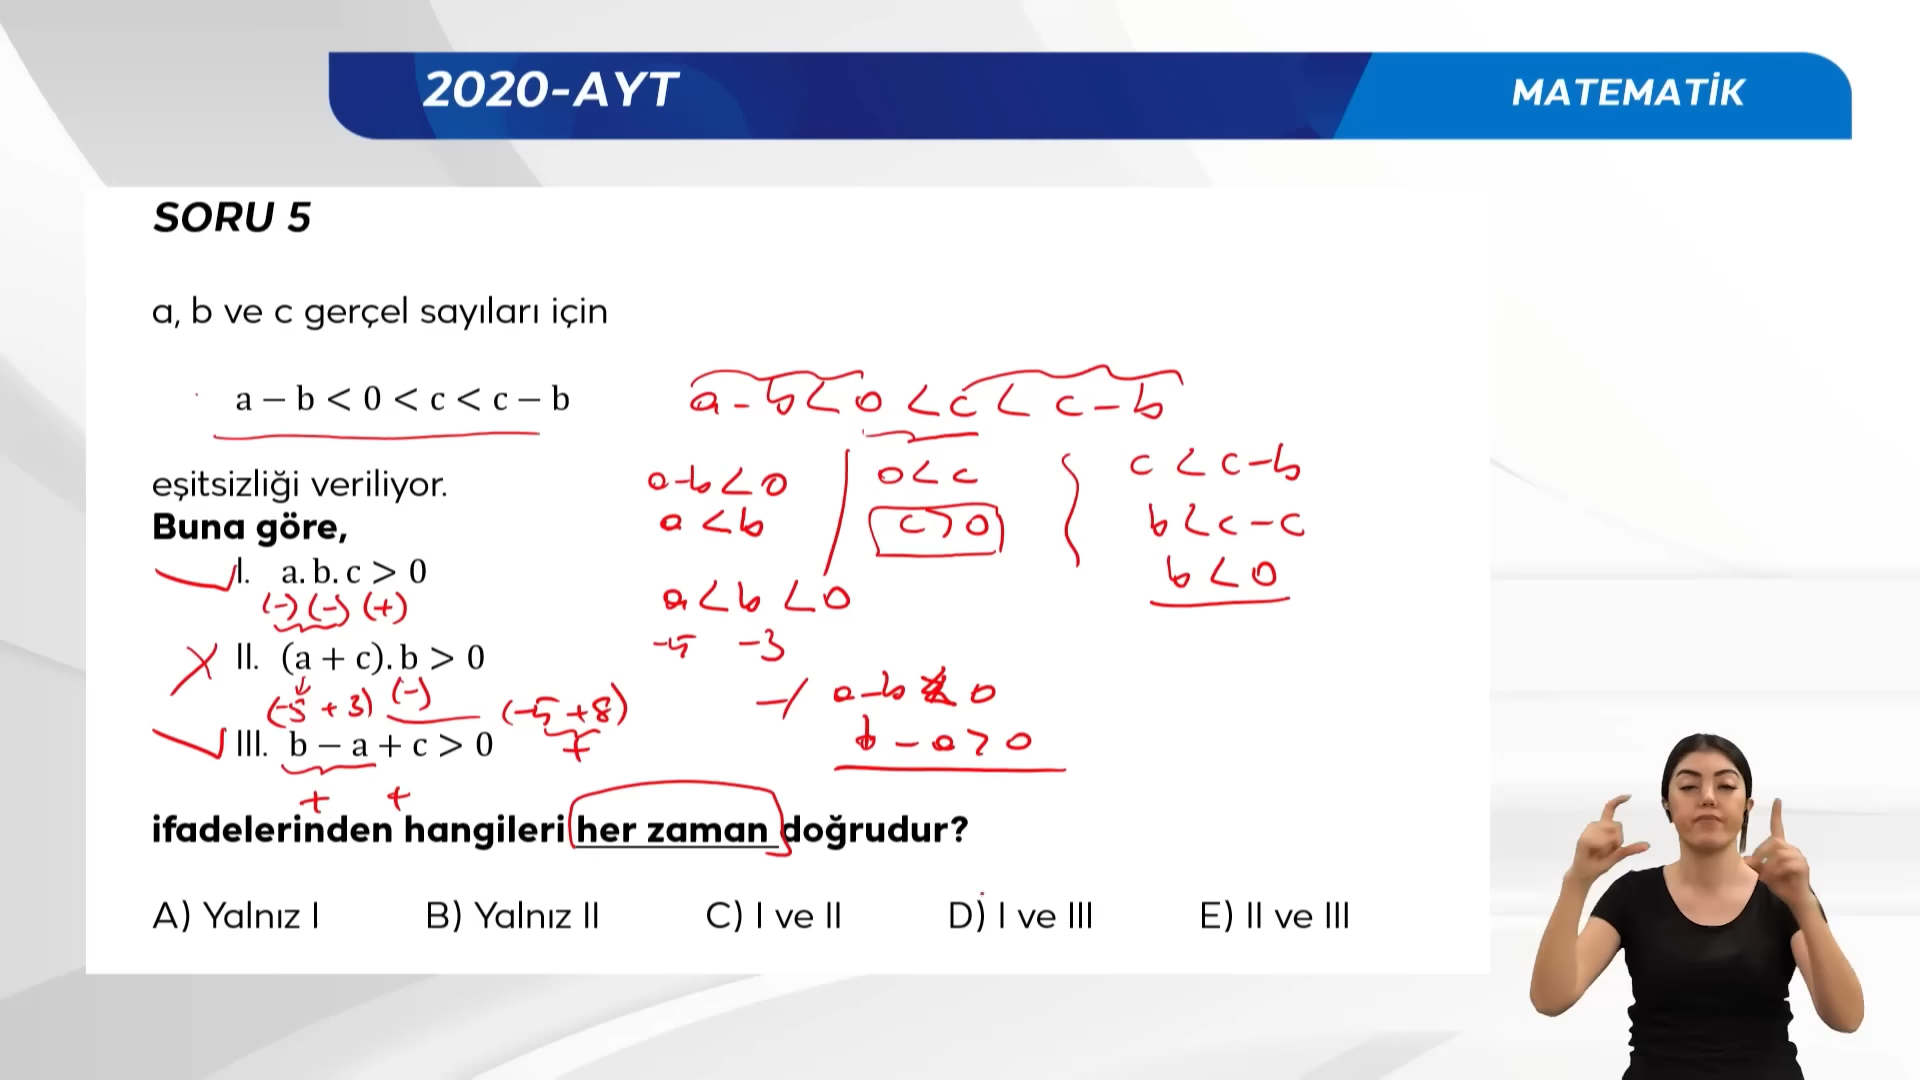 2020-AYT
MATEMATİK
SORU 5
a, b ve c gerçel sayıları için
a − b < 0 < c < c − b
a-b<0<c<c-b
eşitsizliği veriliyor.
Buna göre,
a-b<0
a<b
0<c
c>0
c<c-b
b<c-c
b<0
a<b<0
-5 -3
I. a. b. c > 0
(-)(-)(+)
II. (a + c). b > 0
(-5+3) (-) (-5+8)
+
III. b − a + c > 0
+ +
-/ a-b<0
b-a>0
ifadelerinden hangileri her zaman doğrudur?
A) Yalnız I
B) Yalnız II
C) I ve II
D) I ve III
E) II ve III